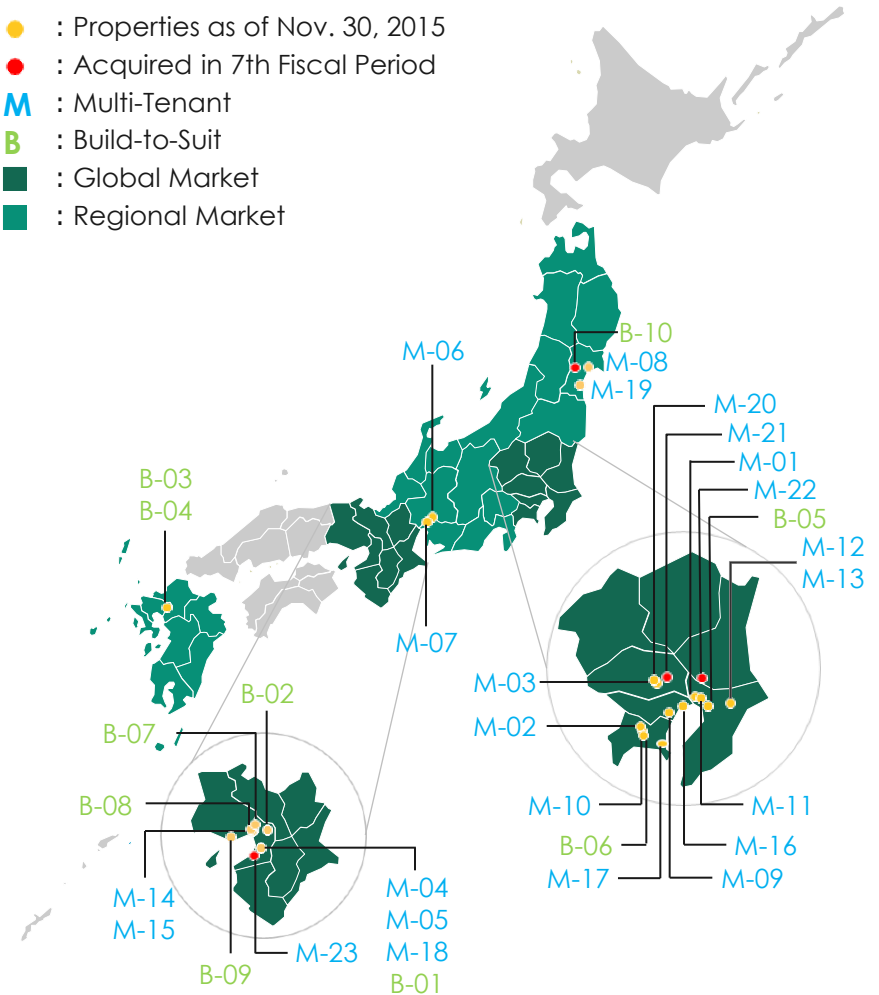 : Properties as of Nov. 30, 2015
: Acquired in 7th Fiscal Period
M : Multi-Tenant
B : Build-to-Suit
: Global Market
: Regional Market
B-10
M-06
M-08
M-19
M-20
M-21
M-01
B-03
M-22
B-04
B-05
M-12
M-13
M-07
M-03
B-02
M-02
B-07
B-08
M-10
M-11
B-06
M-16
M-17
M-09
M-14
M-04
M-15
M-05
M-23
M-18
B-09
B-01